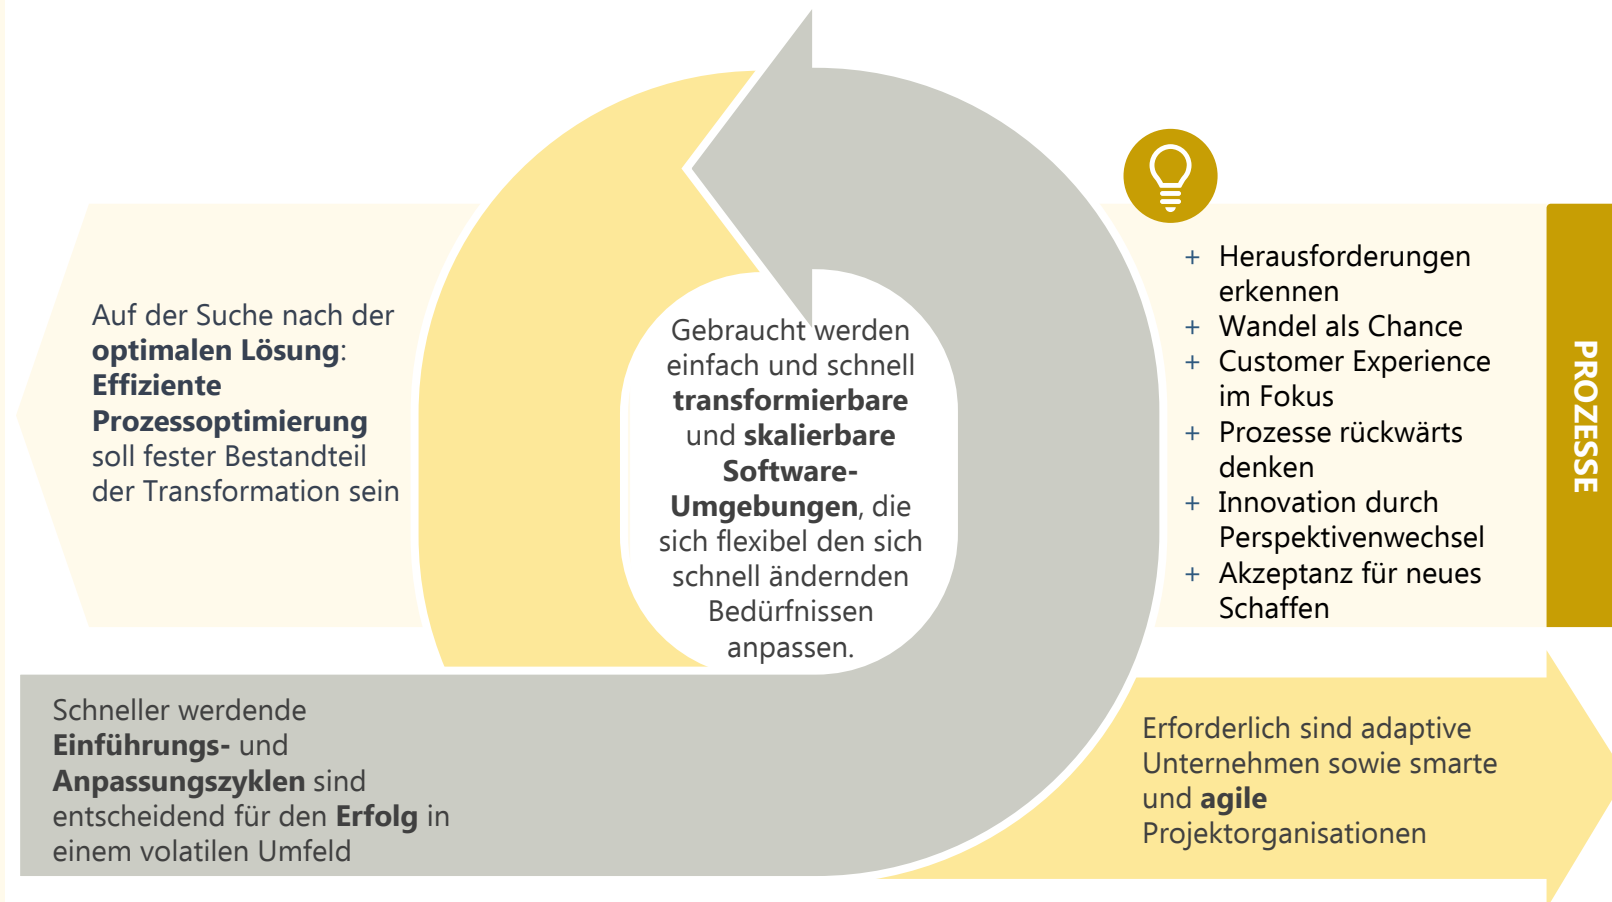 Auf der Suche nach der
optimalen Lösung:
Effiziente
Prozessoptimierung
soll fester Bestandteil
der Transformation sein
Gebraucht werden
einfach und schnell
transformierbare
und skalierbare
Software-
Umgebungen, die
sich flexibel den sich
schnell ändernden
Bedürfnissen
anpassen.
+ Herausforderungen
erkennen
+ Wandel als Chance
+ Customer Experience
im Fokus
+ Prozesse rückwärts
denken
+ Innovation durch
Perspektivenwechsel
+ Akzeptanz für neues
Schaffen
PROZESSE
Schneller werdende
Einführungs- und
Anpassungszyklen sind
entscheidend für den Erfolg in
einem volatilen Umfeld
Erforderlich sind adaptive
Unternehmen sowie smarte
und agile
Projektorganisationen